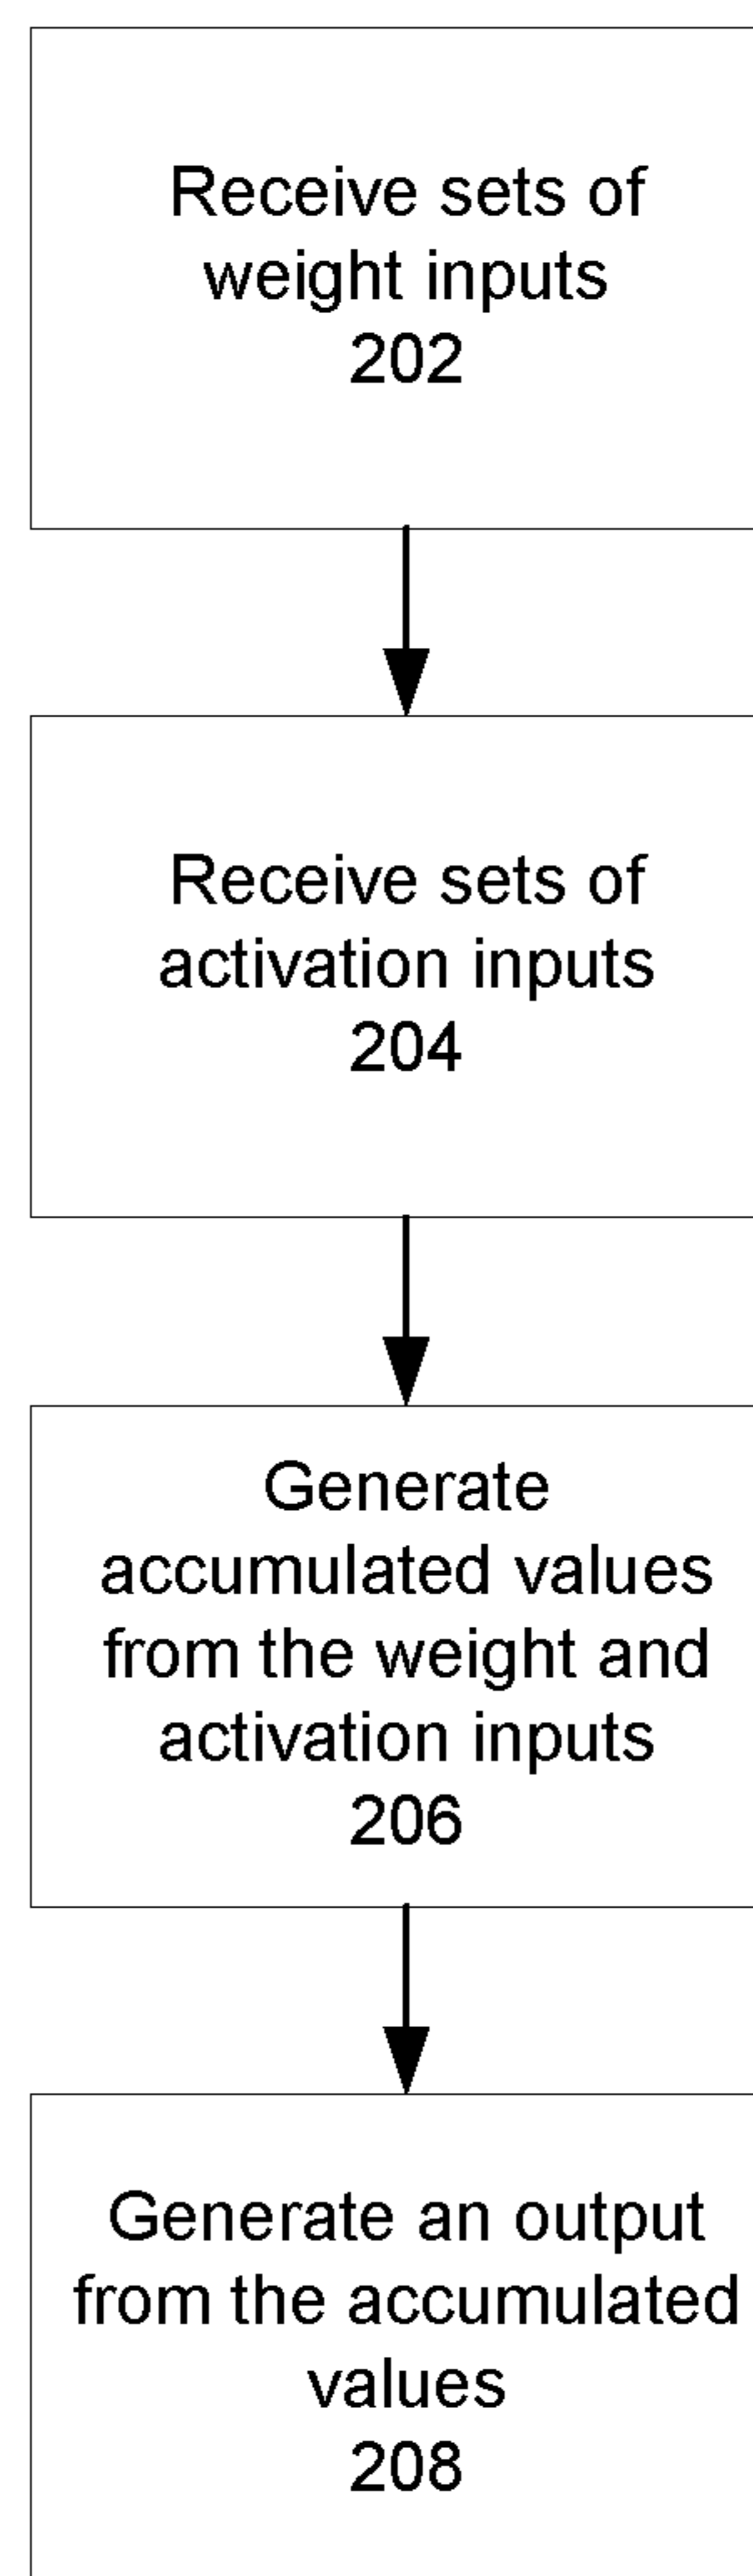 Receive sets of
weight inputs
202
Receive sets of
activation inputs
204
Generate
accumulated values
from the weight and
activation inputs
206
Generate an output
from the accumulated
values
208